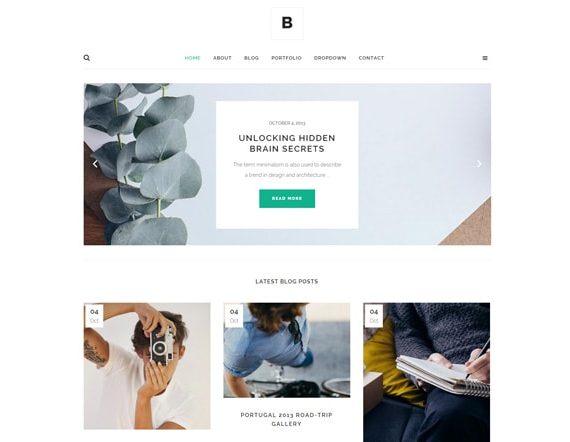 B
HOME ABOUT BLOG PORTFOLIO DROPDOWN CONTACT
OCTOBER 4, 2013
UNLOCKING HIDDEN
BRAIN SECRETS
The term minimalism is also used to describe
a trend in design and architecture ...
READ MORE
LATEST BLOG POSTS
04
Oct
04
Oct
04
Oct
PORTUGAL 2013 ROAD-TRIP
GALLERY